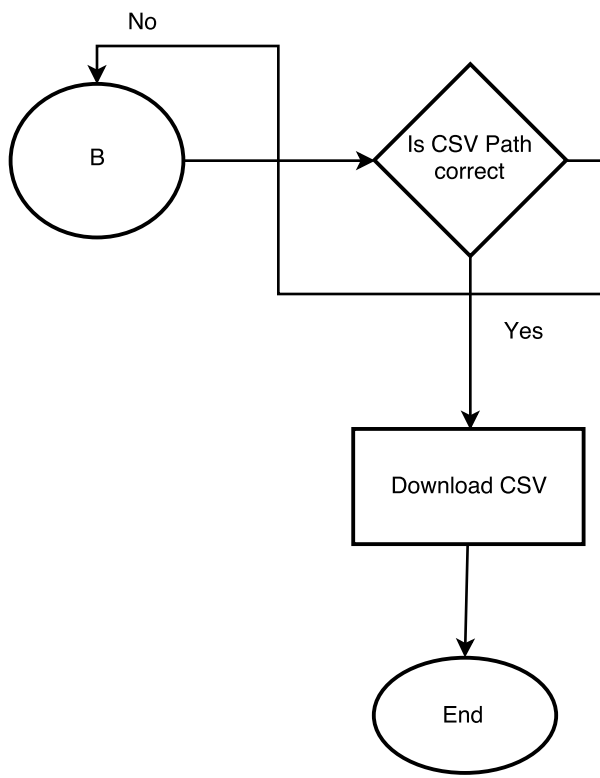 No
B
Is CSV Path
correct
Yes
Download CSV
End